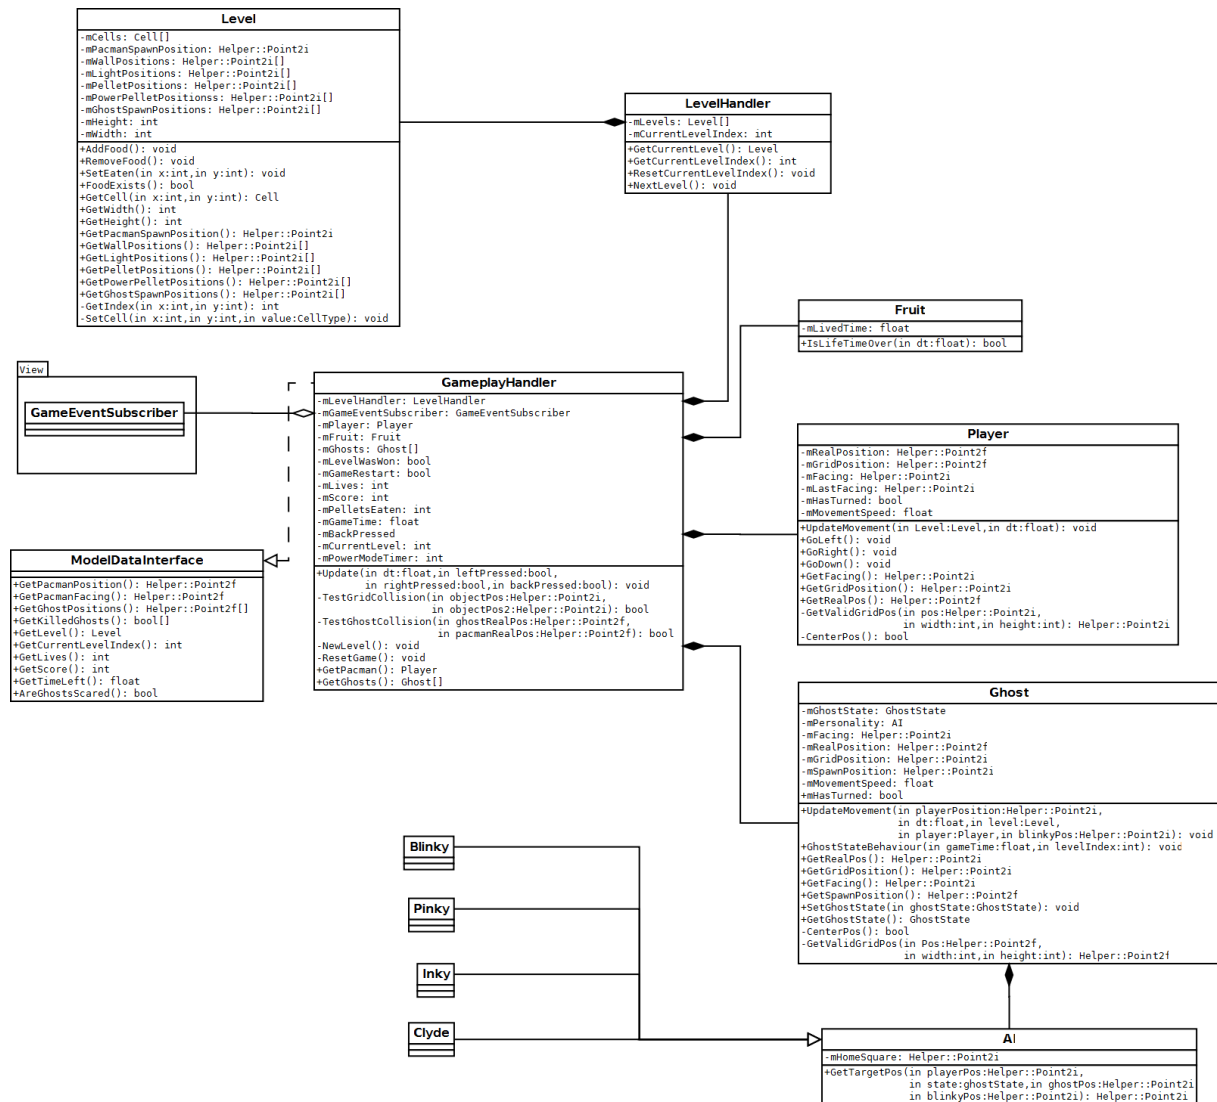 Level
-mCells: Cell[]
-mPacmanSpawnPosition: Helper::Point2i
-mWallPositions: Helper::Point2i[]
-mLightPositions: Helper::Point2i[]
-mPelletPositions: Helper::Point2i[]
-mPowerPelletPositionss: Helper::Point2i[]
-mGhostSpawnPositions: Helper::Point2i[]
-mHeight: int
-mWidth: int
+AddFood(): void
+RemoveFood(): void
+SetEaten(in x:int,in y:int): void
+FoodExists(): bool
+GetCell(in x:int,in y:int): Cell
+GetWidth(): int
+GetHeight(): int
+GetPacmanSpawnPosition(): Helper::Point2i
+GetWallPositions(): Helper::Point2i[]
+GetLightPositions(): Helper::Point2i[]
+GetPelletPositions(): Helper::Point2i[]
+GetPowerPelletPositions(): Helper::Point2i[]
+GetGhostSpawnPositions(): Helper::Point2i[]
-GetIndex(in x:int,in y:int): int
-SetCell(in x:int,in y:int,in value:CellType): void
LevelHandler
-mLevels: Level[]
-mCurrentLevelIndex: int
+GetCurrentLevel(): Level
+GetCurrentLevelIndex(): int
+ResetCurrentLevelIndex(): void
+NextLevel(): void
Fruit
-mLivedTime: float
+IsLifeTimeOver(in dt:float): bool
View
GameEventSubscriber
GameplayHandler
-mLevelHandler: LevelHandler
-mGameEventSubscriber: GameEventSubscriber
-mPlayer: Player
-mFruit: Fruit
-mGhosts: Ghost[]
-mLevelWasWon: bool
-mGameRestart: bool
-mLives: int
-mScore: int
-mPelletsEaten: int
-mGameTime: float
-mBackPressed
-mCurrentLevel: int
-mPowerModeTimer: int
+Update(in dt:float,in leftPressed:bool,
in rightPressed:bool,in backPressed:bool): void
-TestGridCollision(in objectPos:Helper::Point2i,
in objectPos2:Helper::Point2i): bool
-TestGhostCollision(in ghostRealPos:Helper::Point2f,
in pacmanRealPos:Helper::Point2f): bool
-NewLevel(): void
-ResetGame(): void
+GetPacman(): Player
+GetGhosts(): Ghost[]
Player
-mRealPosition: Helper::Point2f
-mGridPosition: Helper::Point2f
-mFacing: Helper::Point2i
-mLastFacing: Helper::Point2i
-mHasTurned: bool
-mMovementSpeed: float
+UpdateMovement(in Level:Level,in dt:float): void
+GoLeft(): void
+GoRight(): void
+GoDown(): void
+GetFacing(): Helper::Point2i
+GetGridPosition(): Helper::Point2i
+GetRealPos(): Helper::Point2f
-GetValidGridPos(in pos:Helper::Point2i,
in width:int,in height:int): Helper::Point2i
-CenterPos(): bool
ModelDataInterface
+GetPacmanPosition(): Helper::Point2f
+GetPacmanFacing(): Helper::Point2f
+GetGhostPositions(): Helper::Point2f[]
+GetKilledGhosts(): bool[]
+GetLevel(): Level
+GetCurrentLevelIndex(): int
+GetLives(): int
+GetScore(): int
+GetTimeLeft(): float
+AreGhostsScared(): bool
Ghost
-mGhostState: GhostState
-mPersonality: AI
-mFacing: Helper::Point2i
-mRealPosition: Helper::Point2f
-mGridPosition: Helper::Point2i
-mSpawnPosition: Helper::Point2i
-mMovementSpeed: float
+mHasTurned: bool
+UpdateMovement(in playerPosition:Helper::Point2i,
in dt:float,in level:Level,
in player:Player,in blinkyPos:Helper::Point2i): void
+GhostStateBehaviour(in gameTime:float,in levelIndex:int): void
+GetRealPos(): Helper::Point2i
+GetGridPosition(): Helper::Point2i
+GetFacing(): Helper::Point2i
+GetSpawnPosition(): Helper::Point2f
+SetGhostState(in ghostState:GhostState): void
+GetGhostState(): GhostState
-CenterPos(): bool
-GetValidGridPos(in Pos:Helper::Point2f,
in width:int,in height:int): Helper::Point2f
Blinky
Pinky
Inky
Clyde
AI
-mHomeSquare: Helper::Point2i
+GetTargetPos(in playerPos:Helper::Point2i,
in state:ghostState,in ghostPos:Helper::Point2i
in blinkyPos:Helper::Point2i): Helper::Point2i